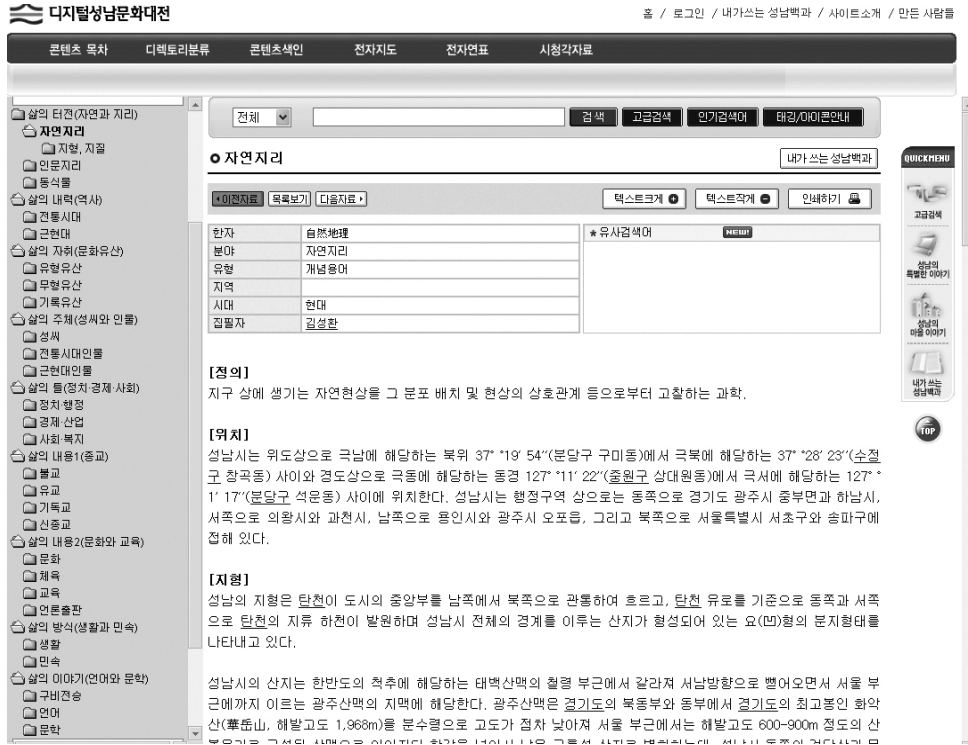 디지털성남문화대전
홈 / 로그인 / 내가쓰는 성남백과 / 사이트소개 / 만든 사람들
콘텐츠 목차 디렉토리분류 콘텐츠색인 전자지도 전자연표 시청각자료
삶의 터전(자연과 지리)
자연지리
지형, 지질
인문지리
동식물
삶의 내력(역사)
전통시대
근현대
삶의 자취(문화유산)
유형유산
무형유산
기록유산
삶의 주체(성씨와 인물)
성씨
전통시대인물
근현대인물
삶의 틀(정치·경제·사회)
정치·행정
경제·산업
사회·복지
삶의 내용1(종교)
불교
유교
기독교
신종교
삶의 내용2(문화와 교육)
문화
체육
교육
언론출판
삶의 방식(생활과 민속)
생활
민속
삶의 이야기(언어와 문학)
구비전승
언어
문학
전체 검색 고급검색 인기검색어 태깅/아이콘안내
자연지리 내가 쓰는 성남백과
이전자료 목록보기 다음자료 텍스트크게 텍스트작게 인쇄하기
한자 自然地理
분야 자연지리
유형 개념용어
지역
시대 현대
집필자 김성환
★유사검색어 NEW!
[정의]
지구 상에 생기는 자연현상을 그 분포 배치 및 현상의 상호관계 등으로부터 고찰하는 과학.
[위치]
성남시는 위도상으로 극남에 해당하는 북위 37° °19′ 54″(분당구 구미동)에서 극북에 해당하는 37° °28′ 23″(수정
구 창곡동) 사이와 경도상으로 극동에 해당하는 동경 127° °11′ 22″(중원구 상대원동)에서 극서에 해당하는 127° °
1′ 17″(분당구 석운동) 사이에 위치한다. 성남시는 행정구역 상으로는 동쪽으로 경기도 광주시 중부면과 하남시,
서쪽으로 의왕시와 과천시, 남쪽으로 용인시와 광주시 오포읍, 그리고 북쪽으로 서울특별시 서초구와 송파구에
접해 있다.
[지형]
성남의 지형은 탄천이 도시의 중앙부를 남쪽에서 북쪽으로 관통하여 흐르고, 탄천 유로를 기준으로 동쪽과 서쪽
으로 탄천의 지류 하천이 발원하며 성남시 전체의 경계를 이루는 산지가 형성되어 있는 요(凹)형의 분지형태를
나타내고 있다.
성남시의 산지는 한반도의 척추에 해당하는 태백산맥의 철령 부근에서 갈라져 서남방향으로 뻗어오면서 서울 부
근에까지 이르는 광주산맥의 지맥에 해당한다. 광주산맥은 경기도의 북동부와 동부에서 경기도의 최고봉인 화악
산(華岳山, 해발고도 1,968m)을 분수령으로 고도가 점차 낮아져 서울 부근에서는 해발고도 600-900m 정도의 산
QUICKMENU
고급검색
성남의
특별한 이야기
성남의
마을 이야기
내가 쓰는
성남백과
TOP